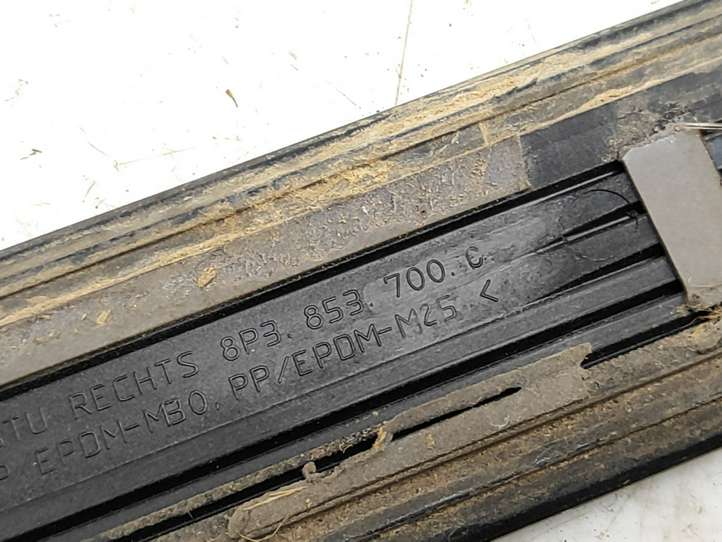 RECHTS 8P3.853.700.C
EPDM-M30, PP/EPDM-M25 <